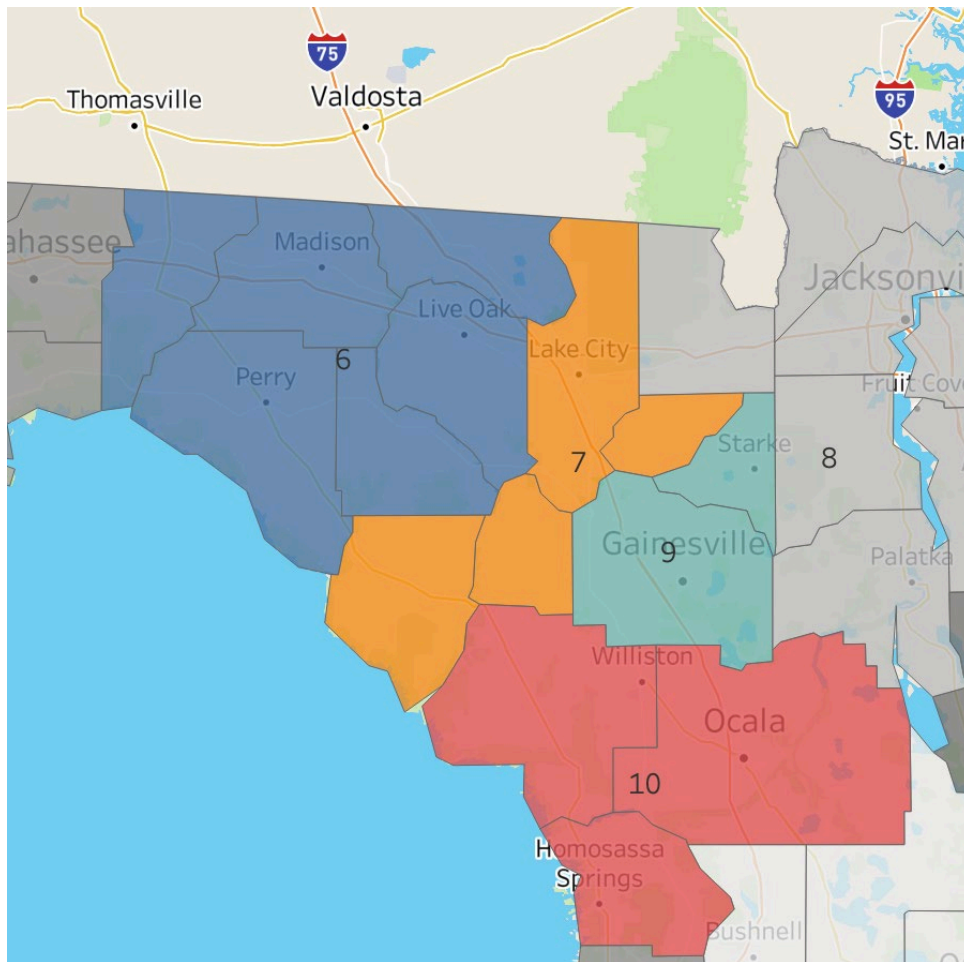 75
95
Thomasville
Valdosta
St. Mar
ahassee
Madison
Jacksonvi
Live Oak
Lake City
6
Perry
Fruit Cove
Starke
8
7
Gainesville
9
Palatka
Williston
Ocala
10
Homosassa
Springs
Bushnell